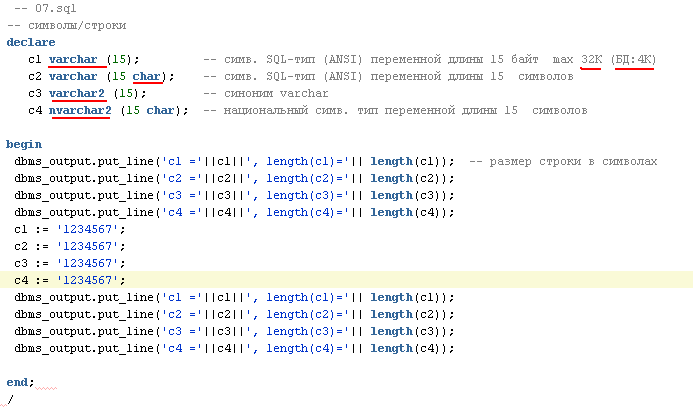 -- 07.sql
-- символы/строки
declare
c1 varchar (15);         -- симв. SQL-тип (ANSI) переменной длины 15 байт  max 32K (БД:4K)
c2 varchar (15 char);    -- симв. SQL-тип (ANSI) переменной длины 15  символов
c3 varchar2 (15);        -- синоним varchar
c4 nvarchar2 (15 char);  -- национальный симв. тип переменной длины 15  символов
begin
dbms_output.put_line('c1 ='||c1||', length(c1)='|| length(c1));  -- размер строки в символах
dbms_output.put_line('c2 ='||c2||', length(c2)='|| length(c2));
dbms_output.put_line('c3 ='||c3||', length(c3)='|| length(c3));
dbms_output.put_line('c4 ='||c4||', length(c4)='|| length(c4));
c1 := '1234567';
c2 := '1234567';
c3 := '1234567';
c4 := '1234567';
dbms_output.put_line('c1 ='||c1||', length(c1)='|| length(c1));
dbms_output.put_line('c2 ='||c2||', length(c2)='|| length(c2));
dbms_output.put_line('c3 ='||c3||', length(c3)='|| length(c3));
dbms_output.put_line('c4 ='||c4||', length(c4)='|| length(c4));
end;
/